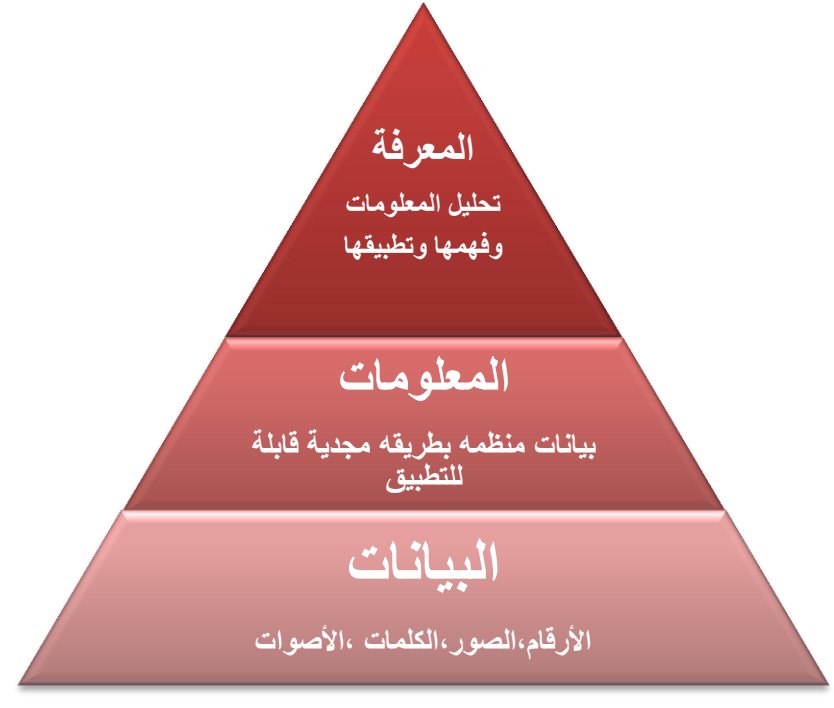 المعرفة
تحليل المعلومات
وفهمها وتطبيقها
المعلومات
بيانات منظمه بطريقه مجدية قابلة
للتطبيق
البيانات
الأرقام،الصور،الكلمات ،الأصوات